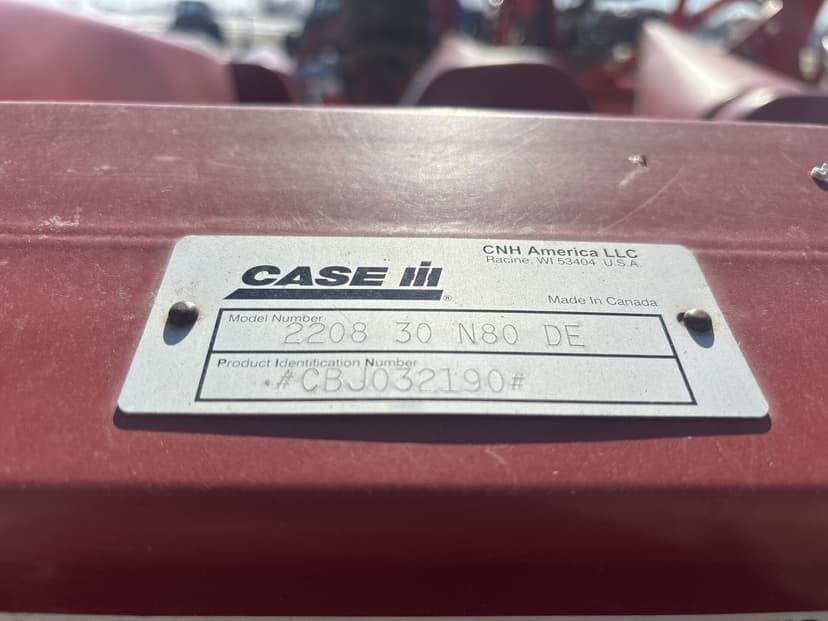 CNH America LLC
Racine, WI 53404 U.S.A.
CASE IH ®
Made In Canada
Model Number
2208 30 N80 DE
Product Identification Number
#CBJ032190#